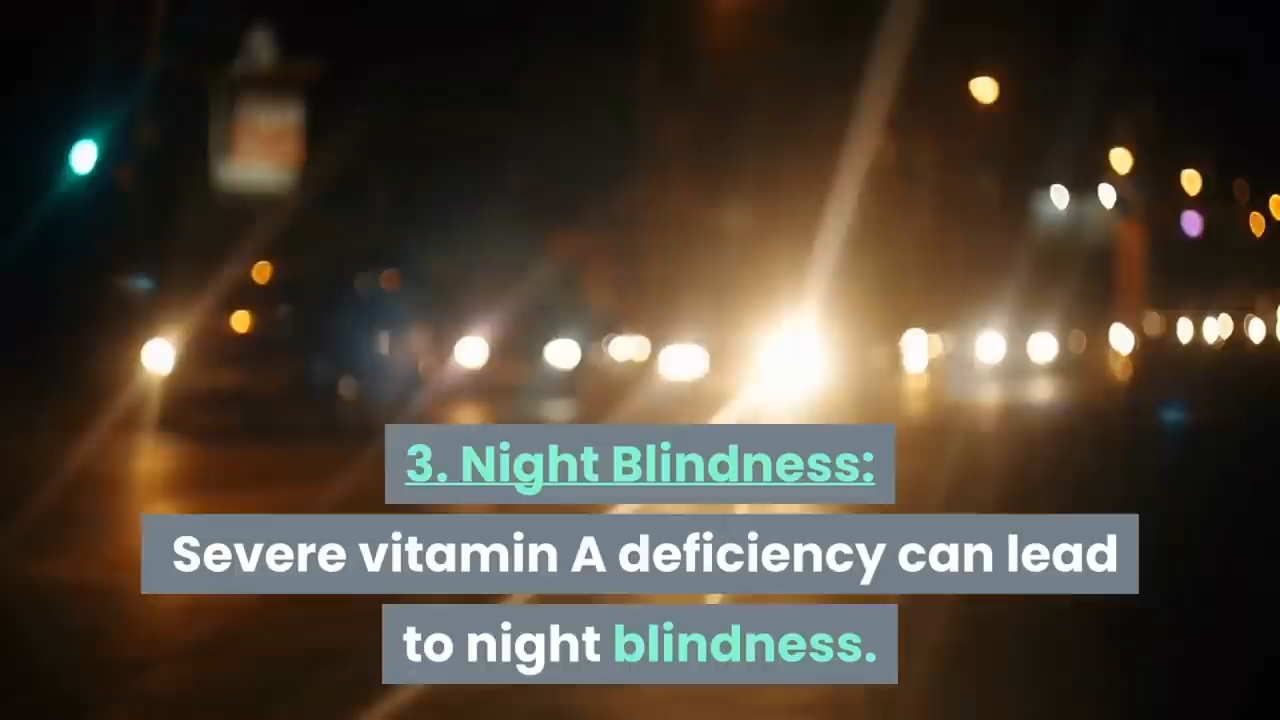 3. Night Blindness:
Severe vitamin A deficiency can lead
to night blindness.